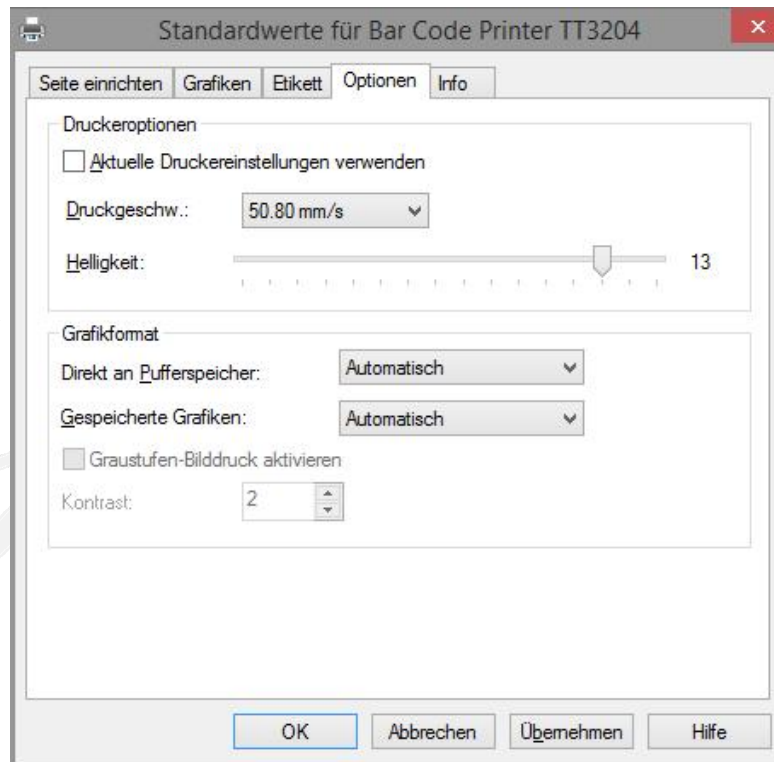 Standardwerte für Bar Code Printer TT3204
Seite einrichten Grafiken Etikett Optionen Info
Druckeroptionen
Aktuelle Druckereinstellungen verwenden
Druckgeschw.: 50.80 mm/s
Helligkeit: 13
Grafikformat
Direkt an Pufferspeicher: Automatisch
Gespeicherte Grafiken: Automatisch
Graustufen-Bilddruck aktivieren
Kontrast: 2
OK Abbrechen Übernehmen Hilfe